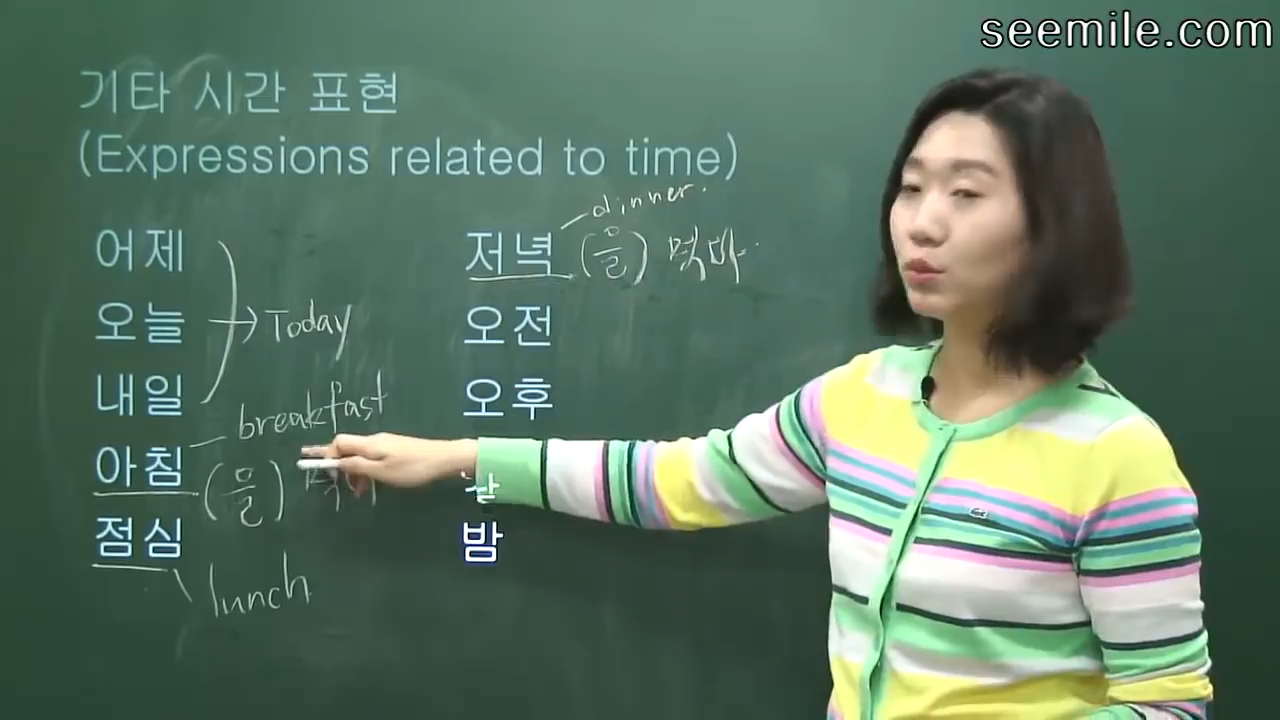 seemile.com
기타 시간 표현
(Expressions related to time)
어제
오늘 → Today
내일
breakfast
아침 (을)
점심
lunch
dinner.
저녁 (을) 먹다.
오전
오후
낮
밤